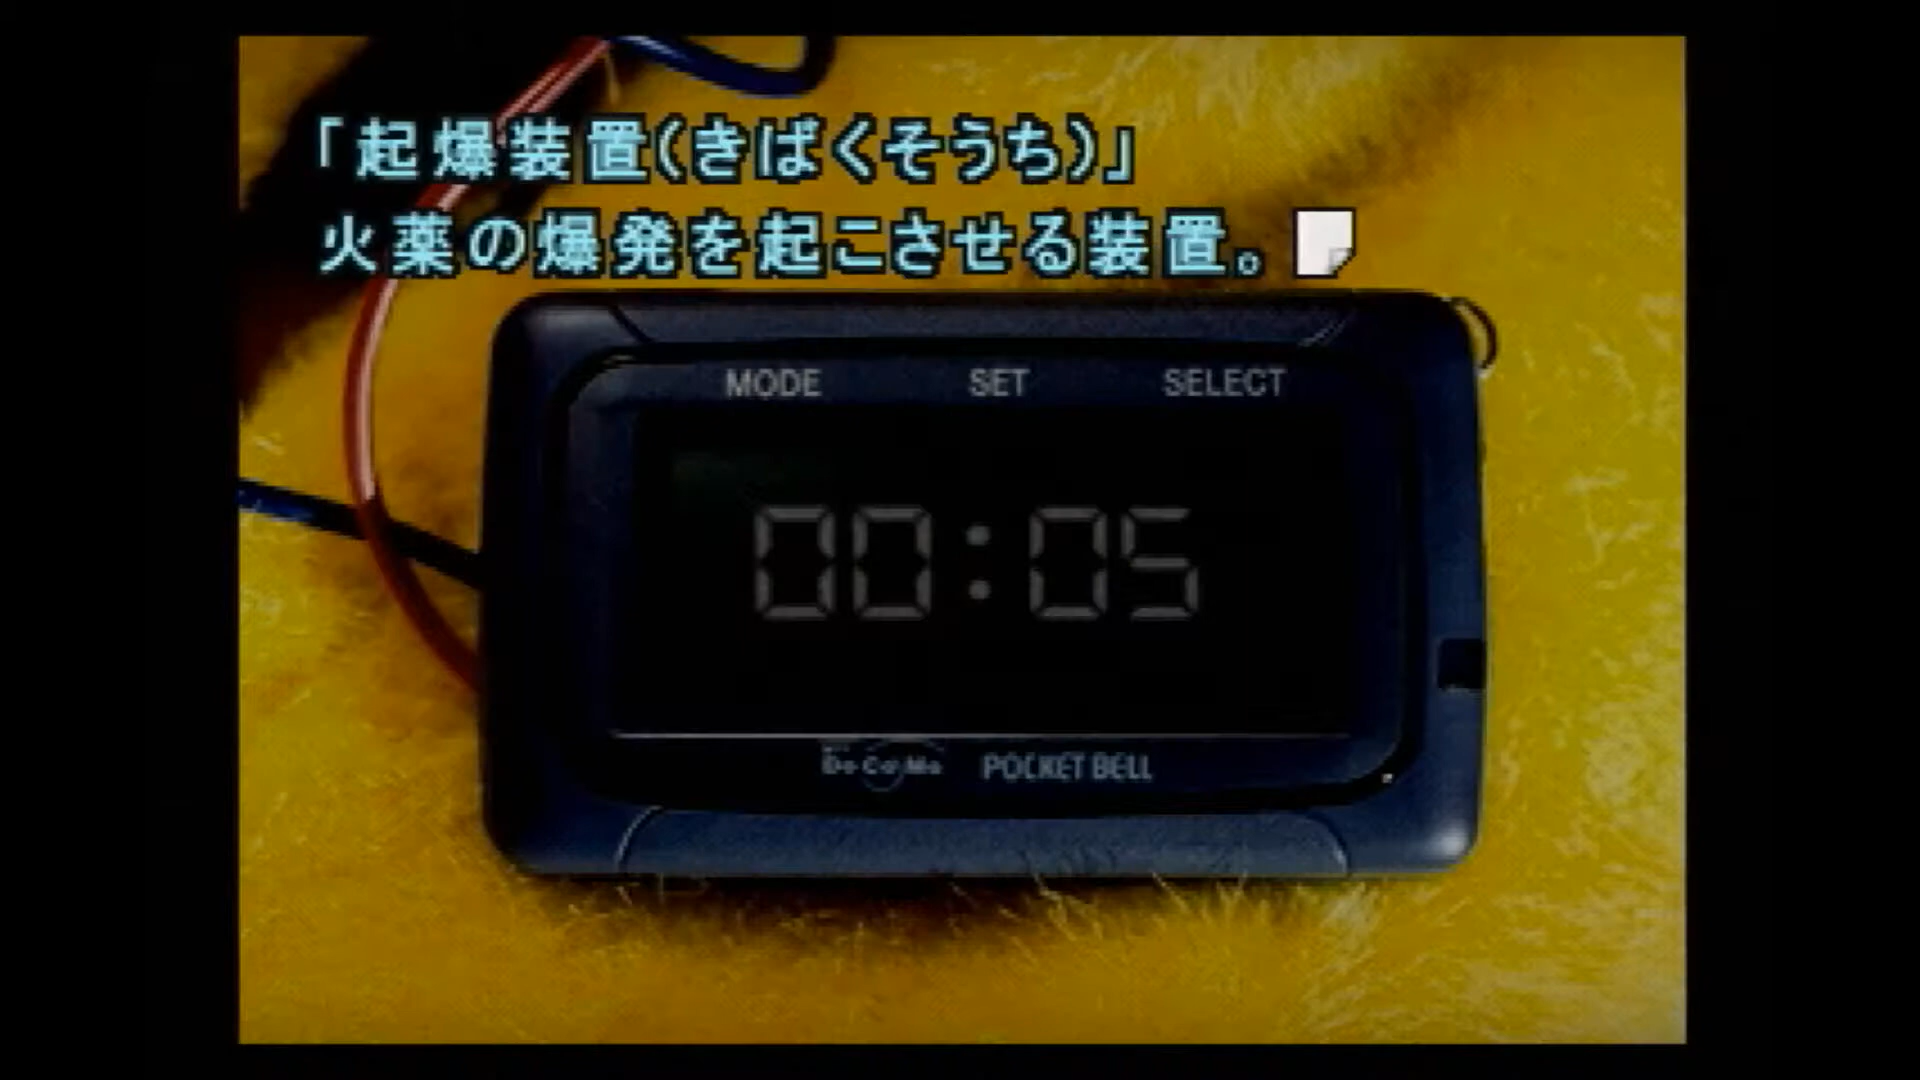 「起爆装置(きばくそうち)」
火薬の爆発を起こさせる装置。
MODE SET SELECT
00:05
DoCoMo POCKET BELL